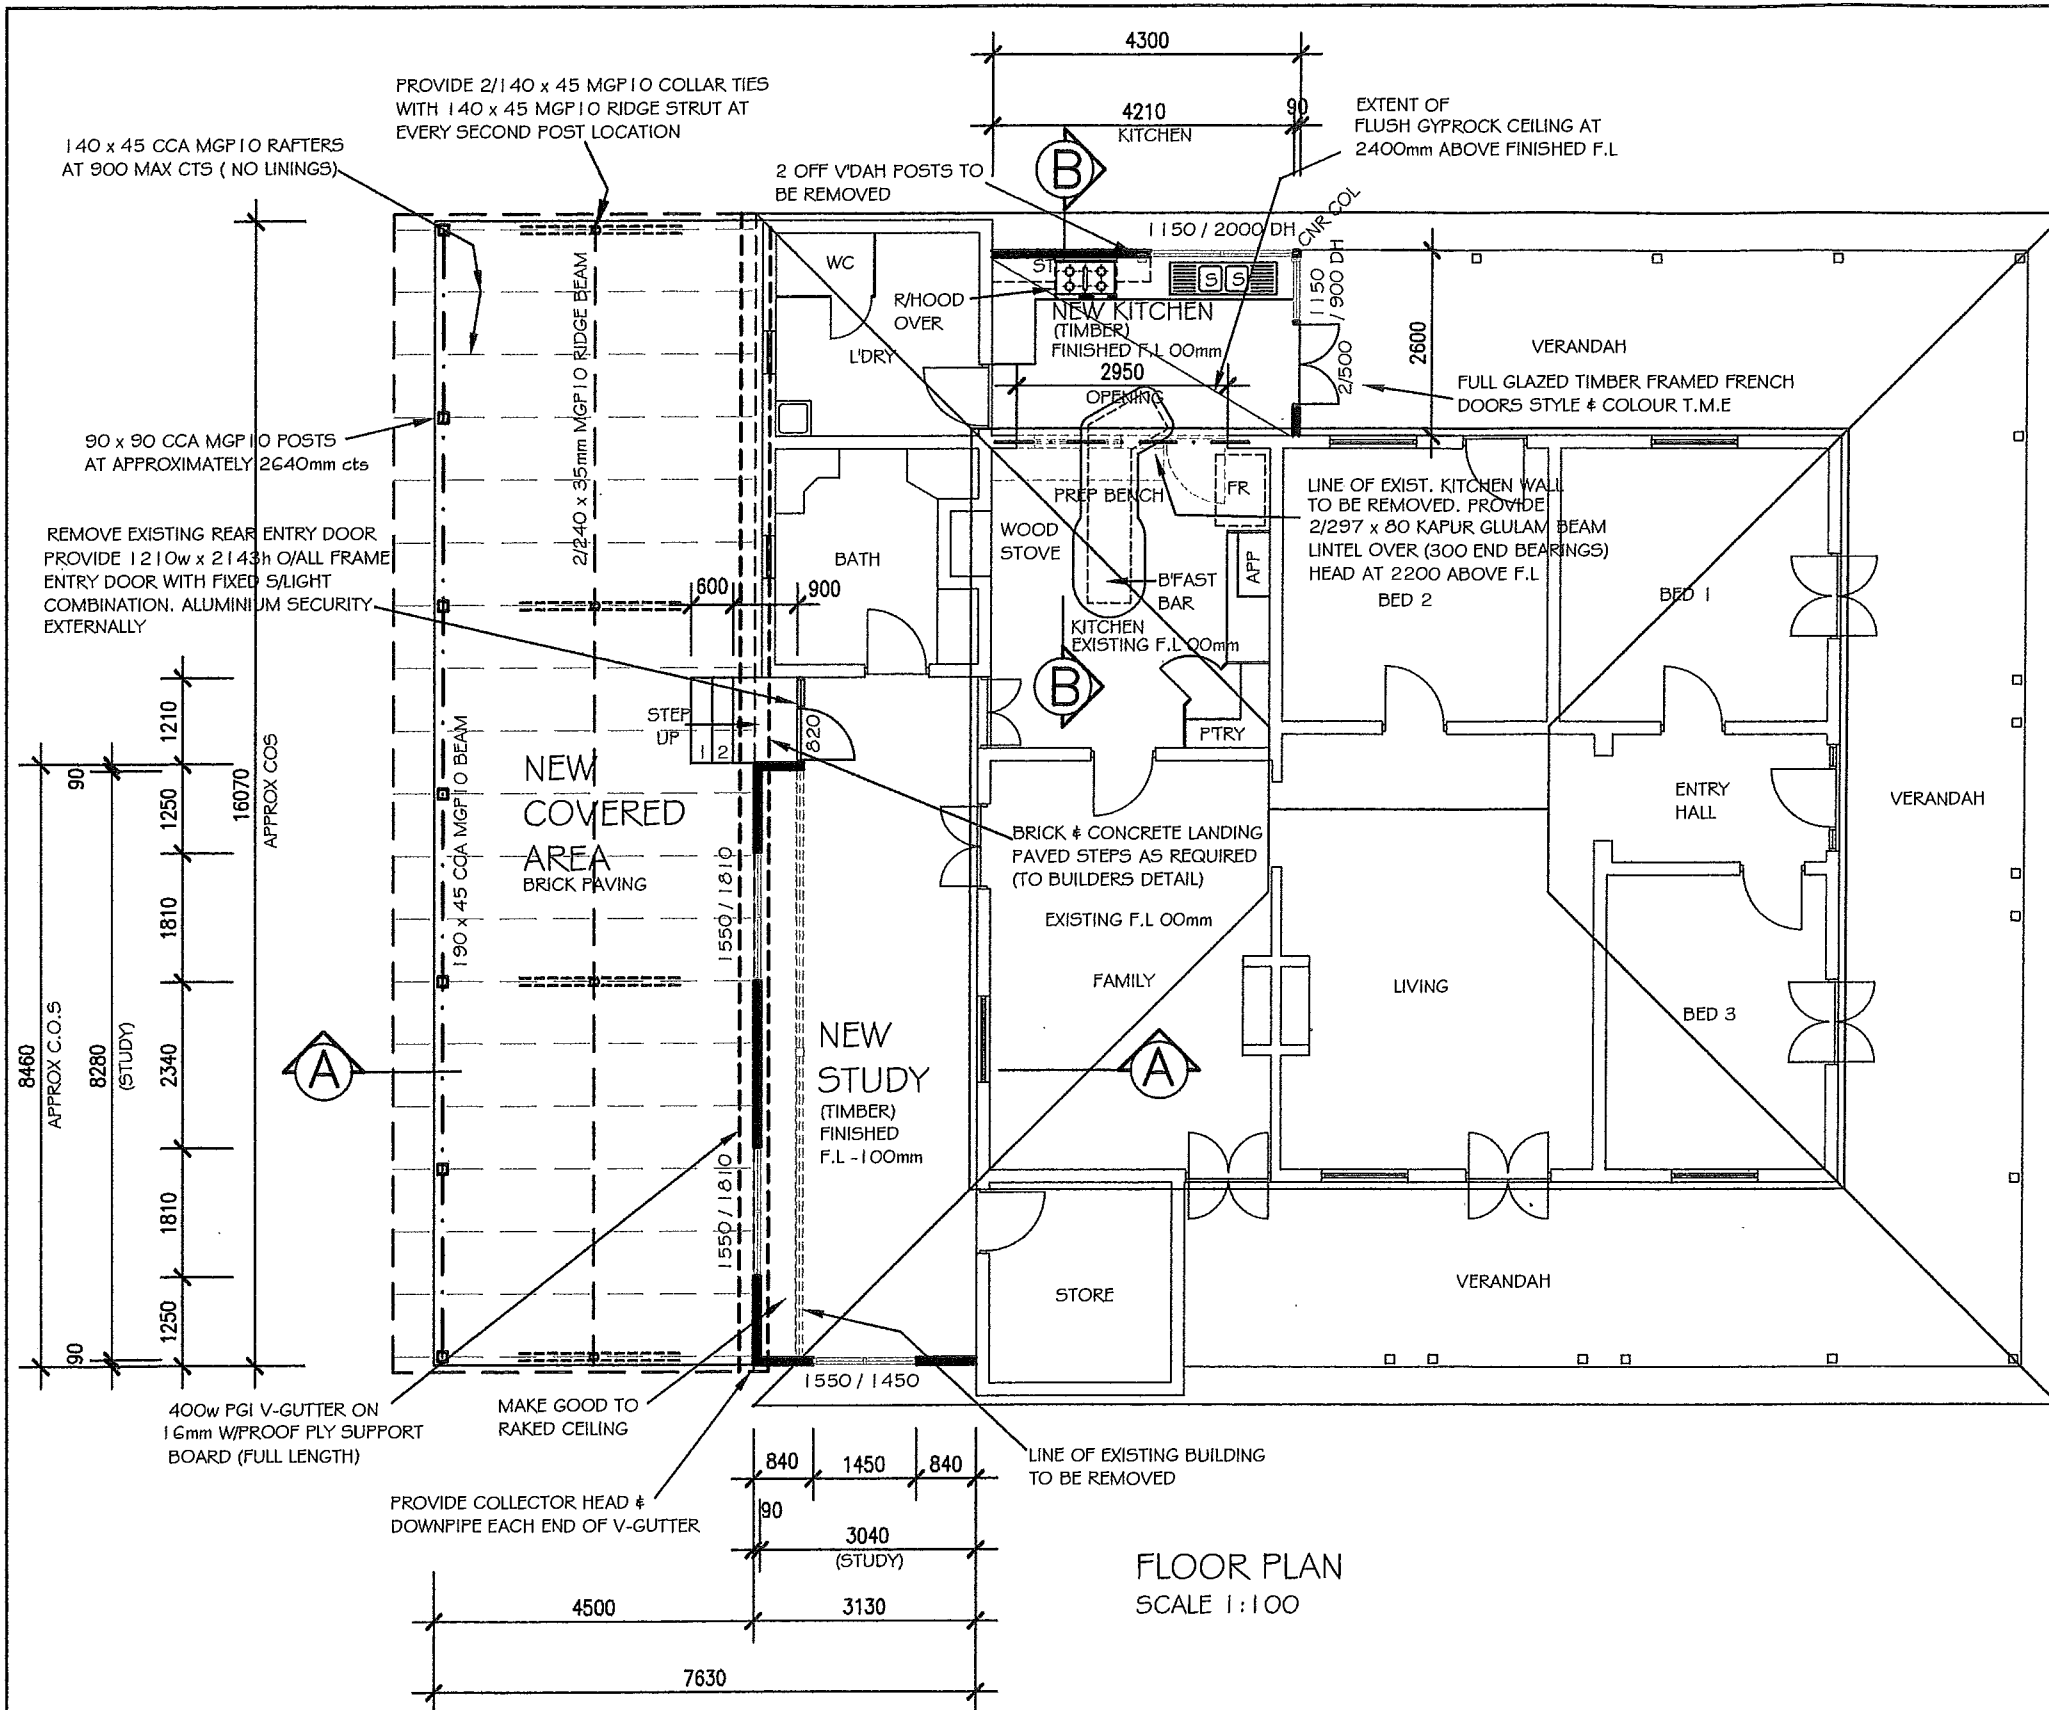 4300
4210
90
KITCHEN
PROVIDE 2/140 x 45 MGP10 COLLAR TIES
WITH 140 x 45 MGP10 RIDGE STRUT AT
EVERY SECOND POST LOCATION
EXTENT OF
FLUSH GYPROCK CEILING AT
2400mm ABOVE FINISHED F.L
140 x 45 CCA MGP10 RAFTERS
AT 900 MAX CTS ( NO LININGS)
2 OFF V'DAH POSTS TO
BE REMOVED
B
1150 / 2000 DH
CNR COL
1150
/ 900 DH
2/500
2600
WC
ST
S S
R/HOOD
OVER
L'DRY
NEW KITCHEN
(TIMBER)
FINISHED F.L 00mm
2950
OPENING
VERANDAH
FULL GLAZED TIMBER FRAMED FRENCH
DOORS STYLE & COLOUR T.M.E
2/240 x 35mm MGP10 RIDGE BEAM
90 x 90 CCA MGP10 POSTS
AT APPROXIMATELY 2640mm cts
REMOVE EXISTING REAR ENTRY DOOR
PROVIDE 1210w x 2143h O/ALL FRAME
ENTRY DOOR WITH FIXED S/LIGHT
COMBINATION. ALUMINIUM SECURITY
EXTERNALLY
PREP BENCH
FR
WOOD
STOVE
BATH
APP
B'FAST
BAR
KITCHEN
EXISTING F.L 00mm
LINE OF EXIST. KITCHEN WALL
TO BE REMOVED. PROVIDE
2/297 x 80 KAPUR GLULAM BEAM
LINTEL OVER (300 END BEARINGS)
HEAD AT 2200 ABOVE F.L
BED 2
BED 1
600
900
B
STEP
UP
1 2
820
PTRY
ENTRY
HALL
VERANDAH
1210
1250
1810
2340
1810
1250
90
90
16070
APPROX COS
8460
APPROX C.O.S
8280
(STUDY)
190 x 45 CCA MGP10 BEAM
NEW
COVERED
AREA
BRICK PAVING
1550 / 1810
BRICK & CONCRETE LANDING
PAVED STEPS AS REQUIRED
(TO BUILDERS DETAIL)
EXISTING F.L 00mm
FAMILY
LIVING
BED 3
A
NEW
STUDY
(TIMBER)
FINISHED
F.L -100mm
A
1550 / 1810
STORE
VERANDAH
1550 / 1450
400w PGI V-GUTTER ON
16mm W/PROOF PLY SUPPORT
BOARD (FULL LENGTH)
MAKE GOOD TO
RAKED CEILING
LINE OF EXISTING BUILDING
TO BE REMOVED
PROVIDE COLLECTOR HEAD &
DOWNPIPE EACH END OF V-GUTTER
840
1450
840
90
3040
(STUDY)
4500
3130
7630
FLOOR PLAN
SCALE 1:100